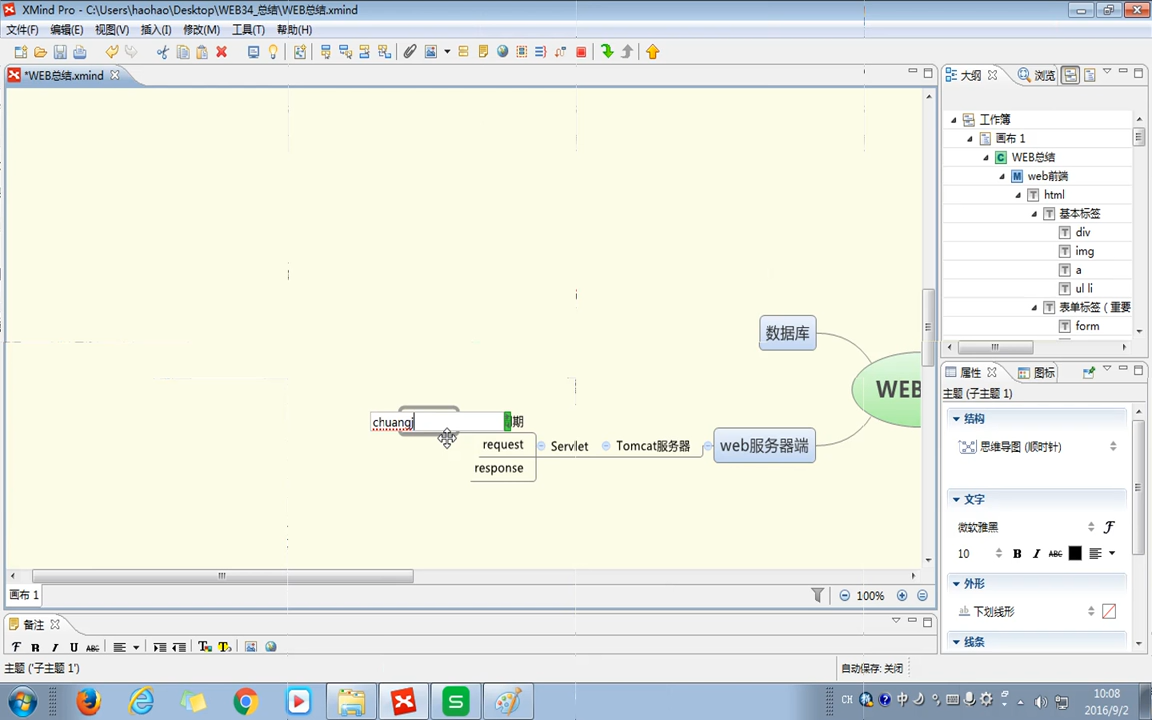 XMind Pro - C:\Users\haohao\Desktop\WEB34_总结\WEB总结.xmind
文件(F) 编辑(E) 视图(V) 插入(I) 修改(M) 工具(T) 帮助(H)
*WEB总结.xmind
大纲
浏览
工作簿
画布 1
WEB总结
web前端
html
基本标签
div
img
a
ul li
表单标签（重要
form
数据库
WEB
chuangj
期
request
Servlet
Tomcat服务器
web服务器端
response
属性
图标
主题 (子主题 1)
结构
思维导图 (顺时针)
文字
微软雅黑
10
B I ABC
外形
下划线形
线条
画布 1
100%
备注
B I U ABC
主题 ('子主题 1')
自动保存: 关闭
CH
中
10:08
2016/9/2